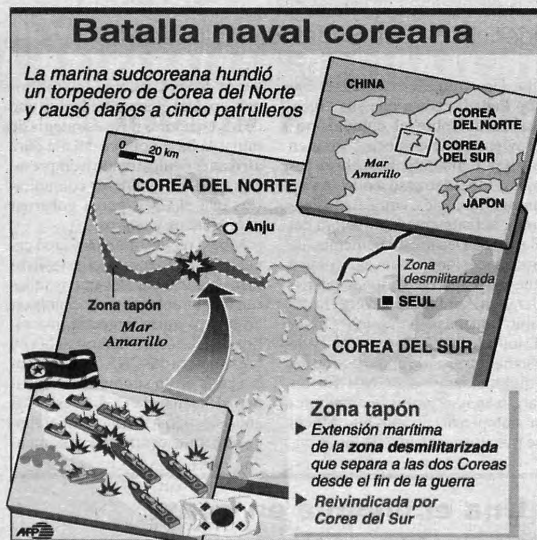 Batalla naval coreana
La marina sudcoreana hundió
un torpedero de Corea del Norte
y causó daños a cinco patrulleros
0 20 km
COREA DEL NORTE
Anju
Zona tapón
Mar
Amarillo
Zona
desmilitarizada
SEUL
COREA DEL SUR
CHINA
COREA
DEL NORTE
COREA
DEL SUR
Mar
Amarillo
JAPON
Zona tapón
Extensión marítima
de la zona desmilitarizada
que separa a las dos Coreas
desde el fin de la guerra
Reivindicada por
Corea del Sur
AFP